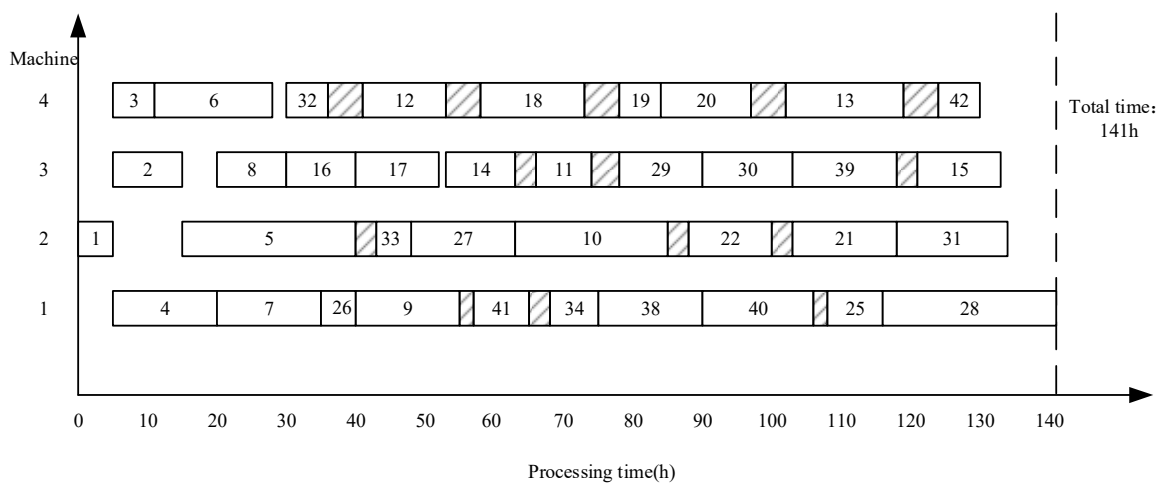 Machine
4 3 6 32 12 18 19 20 13 42
Total time：
141h
3 2 8 16 17 14 11 29 30 39 15
2 1 5 33 27 10 22 21 31
1 4 7 26 9 41 34 38 40 25 28
0 10 20 30 40 50 60 70 80 90 100 110 120 130 140
Processing time(h)